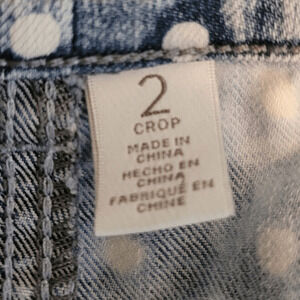 2
CROP
MADE IN
CHINA
HECHO EN
CHINA
FABRIQUÉ EN
CHINE